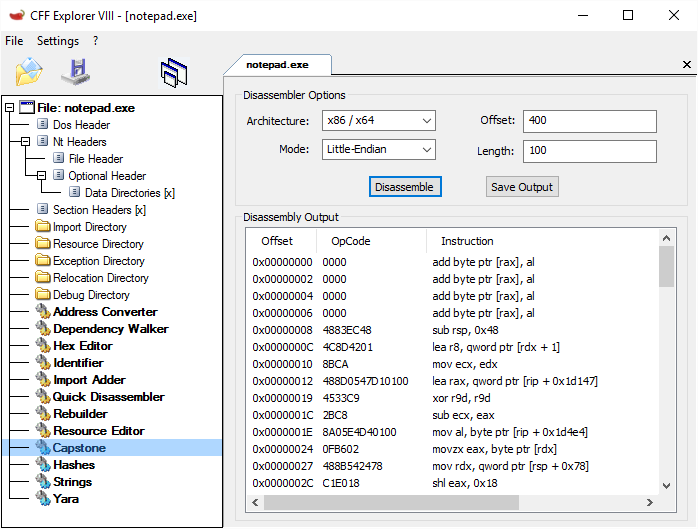 CFF Explorer VIII - [notepad.exe]
File Settings ?
notepad.exe
File: notepad.exe
Dos Header
Nt Headers
File Header
Optional Header
Data Directories [x]
Section Headers [x]
Import Directory
Resource Directory
Exception Directory
Relocation Directory
Debug Directory
Address Converter
Dependency Walker
Hex Editor
Identifier
Import Adder
Quick Disassembler
Rebuilder
Resource Editor
Capstone
Hashes
Strings
Yara
Disassembler Options
Architecture: x86 / x64 Offset: 400
Mode: Little-Endian Length: 100
Disassemble Save Output
Disassembly Output
Offset OpCode Instruction
0x00000000 0000 add byte ptr [rax], al
0x00000002 0000 add byte ptr [rax], al
0x00000004 0000 add byte ptr [rax], al
0x00000006 0000 add byte ptr [rax], al
0x00000008 4883EC48 sub rsp, 0x48
0x0000000C 4C8D4201 lea r8, qword ptr [rdx + 1]
0x00000010 8BCA mov ecx, edx
0x00000012 488D0547D10100 lea rax, qword ptr [rip + 0x1d147]
0x00000019 4533C9 xor r9d, r9d
0x0000001C 2BC8 sub ecx, eax
0x0000001E 8A05E4D40100 mov al, byte ptr [rip + 0x1d4e4]
0x00000024 0FB602 movzx eax, byte ptr [rdx]
0x00000027 488B542478 mov rdx, qword ptr [rsp + 0x78]
0x0000002C C1E018 shl eax, 0x18